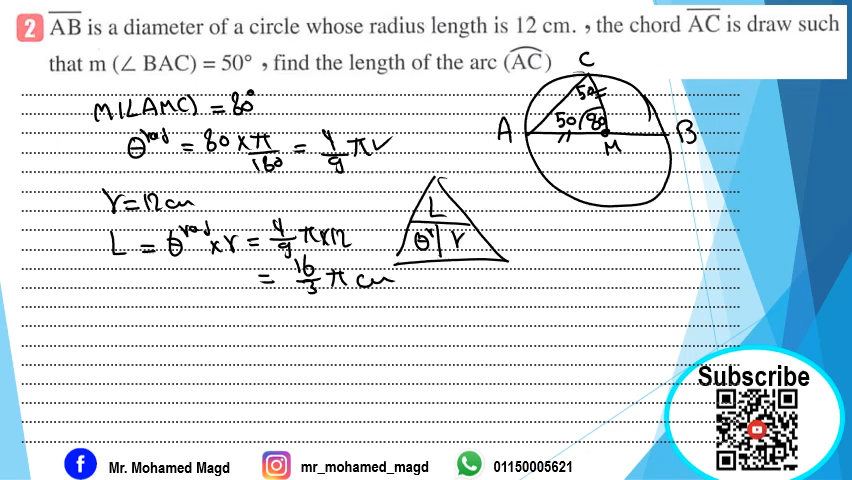 2 AB is a diameter of a circle whose radius length is 12 cm. , the chord AC is draw such
that m (∠ BAC) = 50° , find the length of the arc (AC)
C
50
50 80
A
M
B
M(LAMC) = 80°
θ^rad = 80 × π/180 = 4/9 π
r = 12 cm
L
θ^r r
L = θ^rad × r = 4/9 π × 12
= 16/3 π cm
Subscribe
Mr. Mohamed Magd
mr_mohamed_magd
01150005621